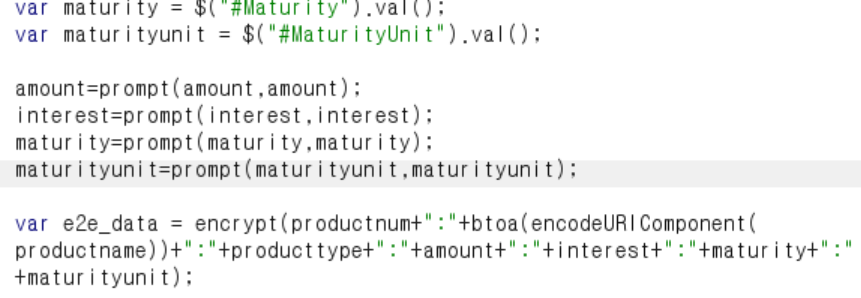 var maturity = $("#Maturity").val();
var maturityunit = $("#MaturityUnit").val();
amount=prompt(amount,amount);
interest=prompt(interest,interest);
maturity=prompt(maturity,maturity);
maturityunit=prompt(maturityunit,maturityunit);
var e2e_data = encrypt(productnum+":"+btoa(encodeURIComponent(
productname))+":"+producttype+":"+amount+":"+interest+":"+maturity+":"
+maturityunit);